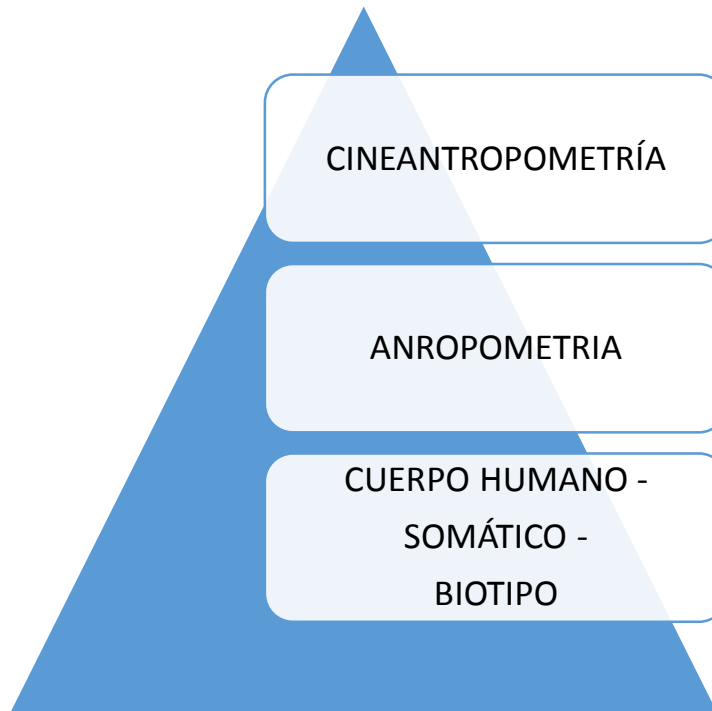 CINEANTROPOMETRÍA
ANROPOMETRIA
CUERPO HUMANO -
SOMÁTICO -
BIOTIPO